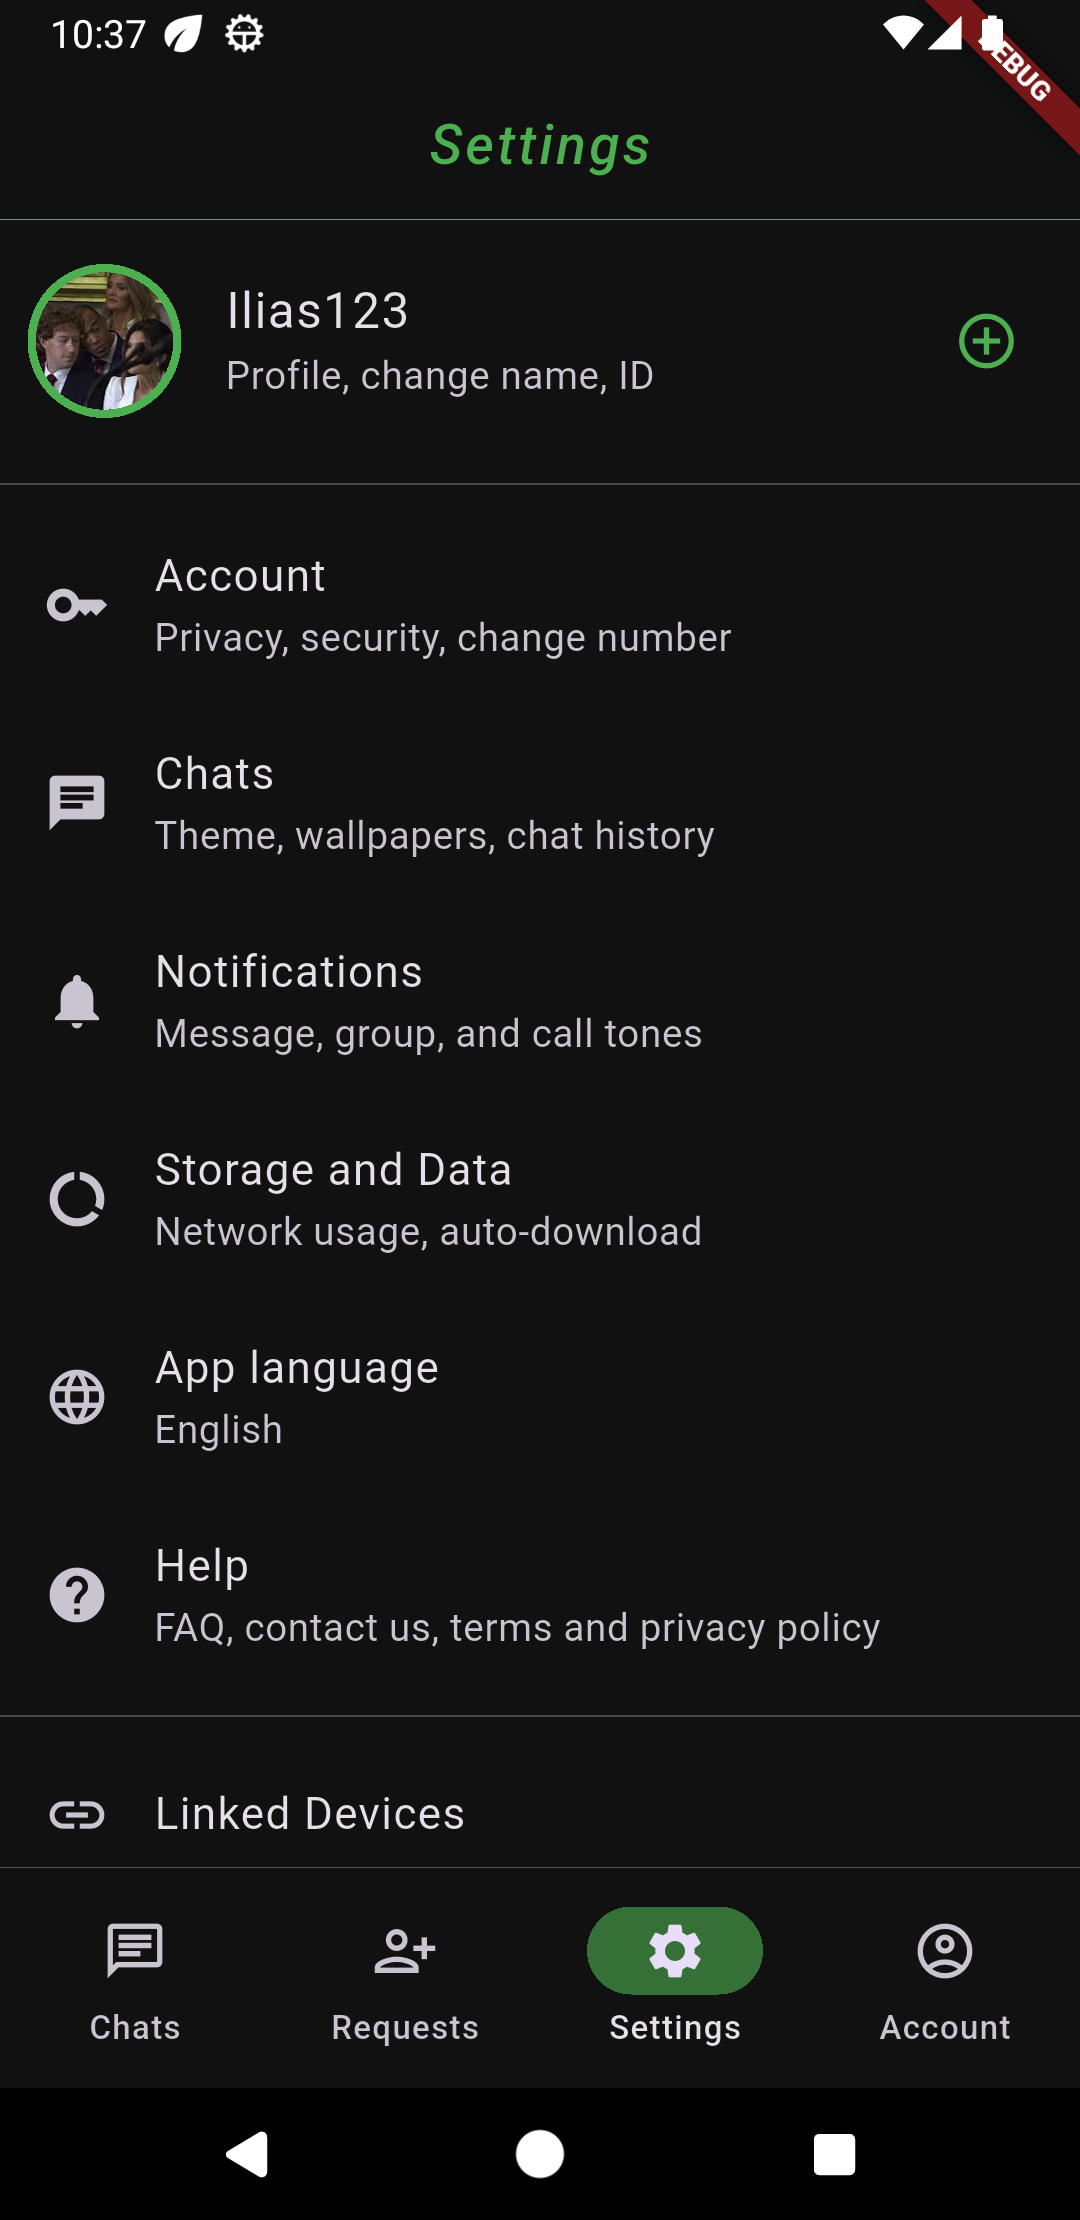 10:37
DEBUG
Settings
Ilias123
Profile, change name, ID
Account
Privacy, security, change number
Chats
Theme, wallpapers, chat history
Notifications
Message, group, and call tones
Storage and Data
Network usage, auto-download
App language
English
Help
FAQ, contact us, terms and privacy policy
Linked Devices
Chats
Requests
Settings
Account